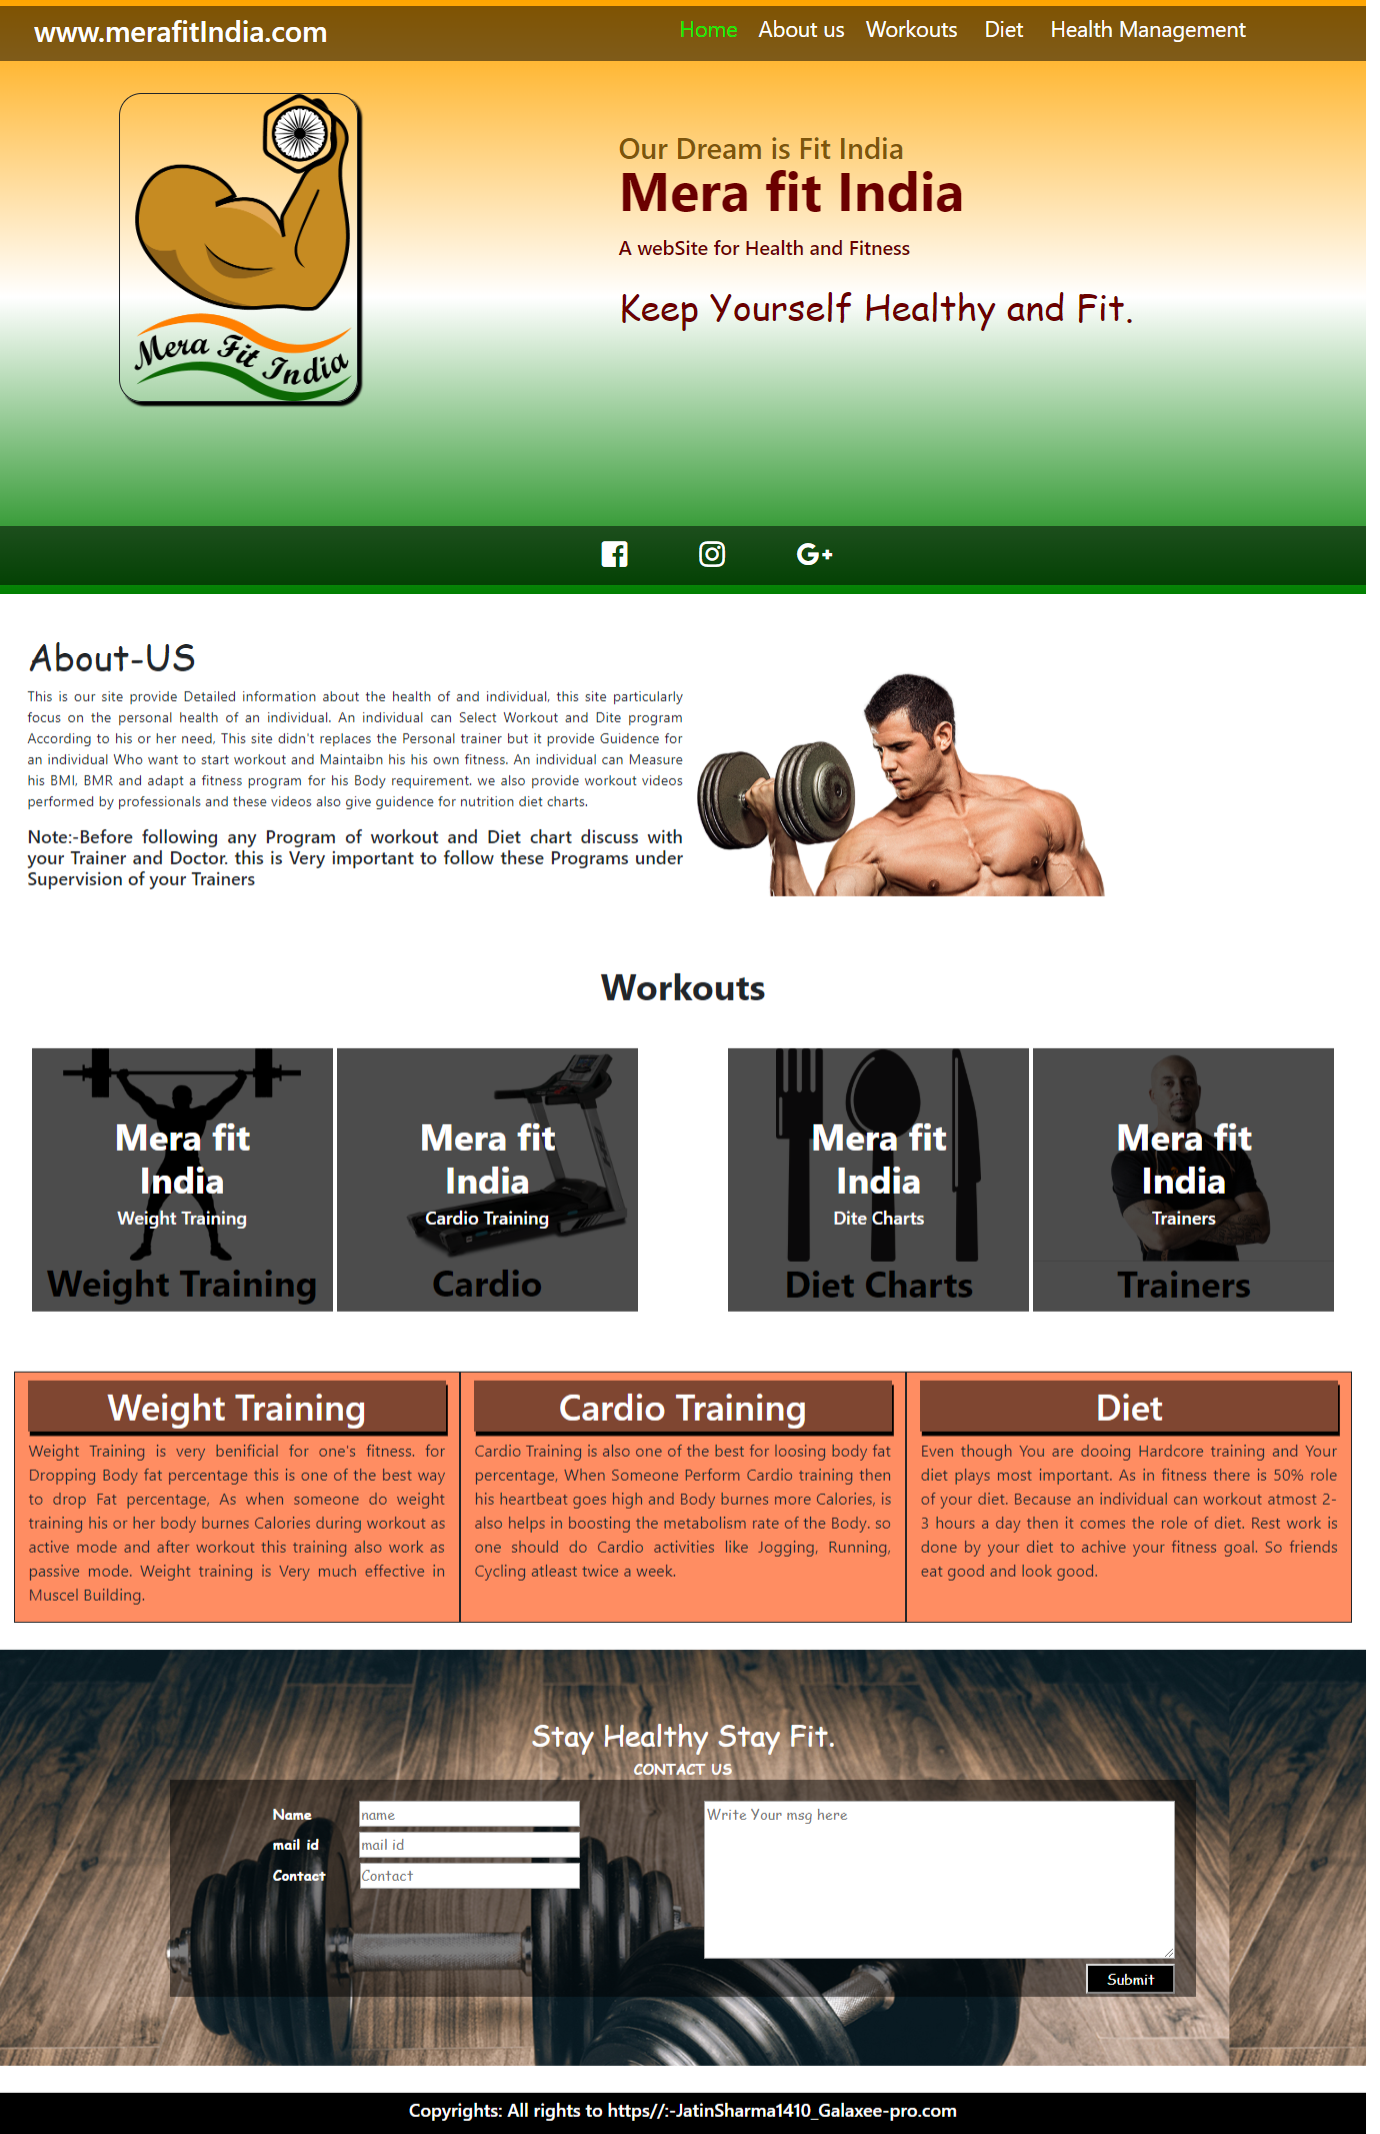 www.merafitIndia.com
Home About us Workouts Diet Health Management
Mera Fit India
Our Dream is Fit India
Mera fit India
A webSite for Health and Fitness
Keep Yourself Healthy and Fit.
About-US
This is our site provide Detailed information about the health of and individual, this site particularly
focus on the personal health of an individual. An individual can Select Workout and Dite program
According to his or her need, This site didn't replaces the Personal trainer but it provide Guidence for
an individual Who want to start workout and Maintaibn his his own fitness. An individual can Measure
his BMI, BMR and adapt a fitness program for his Body requirement. we also provide workout videos
performed by professionals and these videos also give guidence for nutrition diet charts.
Note:-Before following any Program of workout and Diet chart discuss with
your Trainer and Doctor. this is Very important to follow these Programs under
Supervision of your Trainers
Workouts
Mera fit
India
Weight Training
Weight Training
Mera fit
India
Cardio Training
Cardio
Mera fit
India
Dite Charts
Diet Charts
Mera fit
India
Trainers
Trainers
Weight Training
Weight Training is very benificial for one's fitness. for
Dropping Body fat percentage this is one of the best way
to drop Fat percentage, As when someone do weight
training his or her body burnes Calories during workout as
active mode and after workout this training also work as
passive mode. Weight training is Very much effective in
Muscel Building.
Cardio Training
Cardio Training is also one of the best for loosing body fat
percentage, When Someone Perform Cardio training then
his heartbeat goes high and Body burnes more Calories, is
also helps in boosting the metabolism rate of the Body. so
one should do Cardio activities like Jogging, Running,
Cycling atleast twice a week.
Diet
Even though You are dooing Hardcore training and Your
diet plays most important. As in fitness there is 50% role
of your diet. Because an individual can workout atmost 2-
3 hours a day then it comes the role of diet. Rest work is
done by your diet to achive your fitness goal. So friends
eat good and look good.
Stay Healthy Stay Fit.
CONTACT US
Name name
mail id mail id
Contact Contact
Write Your msg here
Submit
Copyrights: All rights to https//:-JatinSharma1410_Galaxee-pro.com